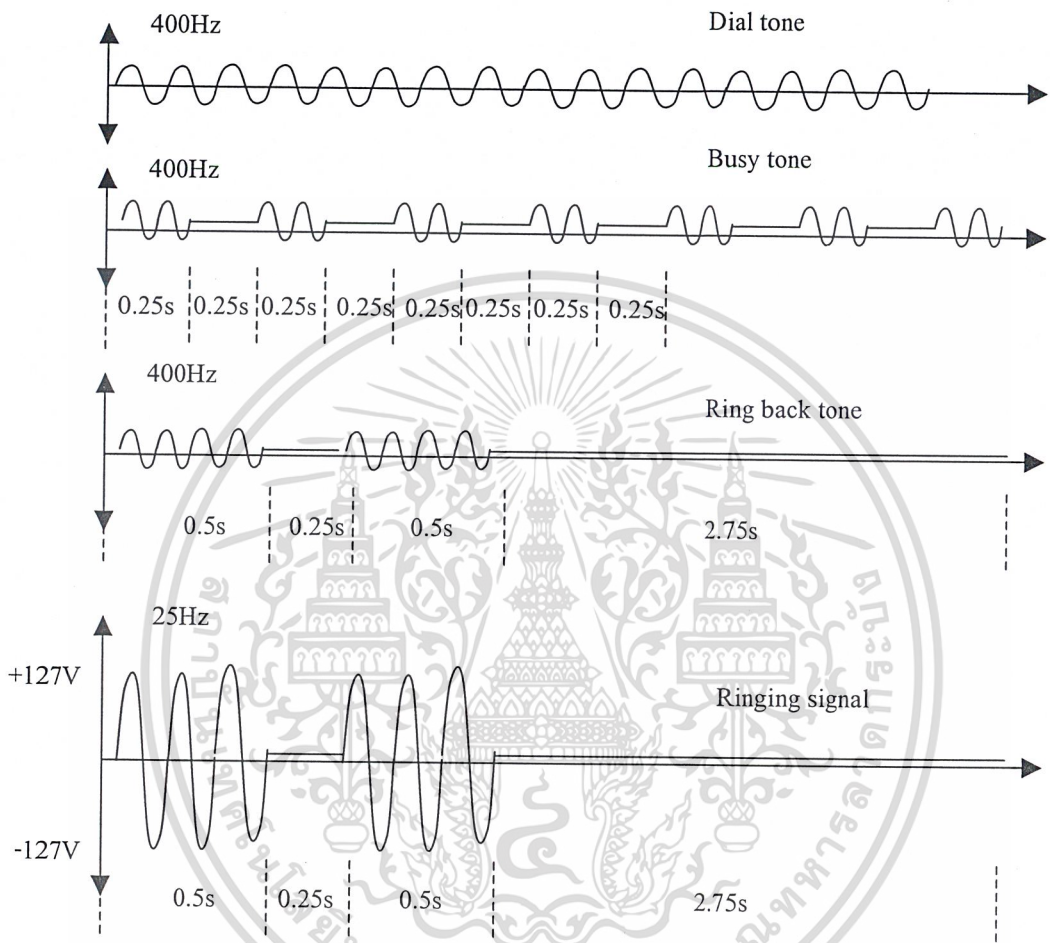 400Hz
Dial tone
400Hz
Busy tone
0.25s 0.25s 0.25s 0.25s 0.25s 0.25s 0.25s 0.25s
400Hz
Ring back tone
0.5s 0.25s 0.5s 2.75s
25Hz
+127V
Ringing signal
-127V
0.5s 0.25s 0.5s 2.75s